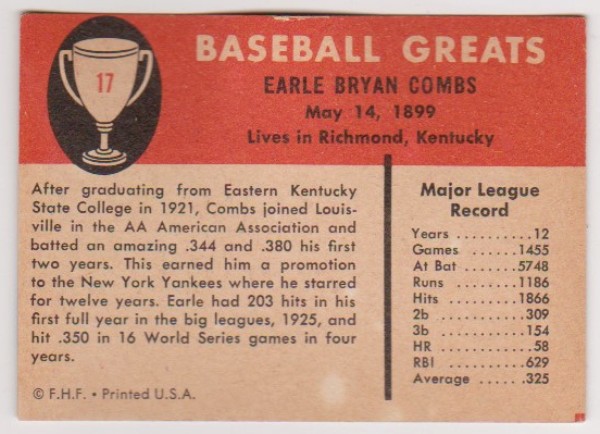 17
BASEBALL GREATS
EARLE BRYAN COMBS
May 14, 1899
Lives in Richmond, Kentucky
After graduating from Eastern Kentucky
State College in 1921, Combs joined Louis-
ville in the AA American Association and
batted an amazing .344 and .380 his first
two years. This earned him a promotion
to the New York Yankees where he starred
for twelve years. Earle had 203 hits in his
first full year in the big leagues, 1925, and
hit .350 in 16 World Series games in four
years.
© F.H.F. • Printed U.S.A.
Major League
Record
Years ..........12
Games ........1455
At Bat ........5748
Runs ..........1186
Hits ..........1866
2b ............309
3b ............154
HR .............58
RBI ...........629
Average .......325